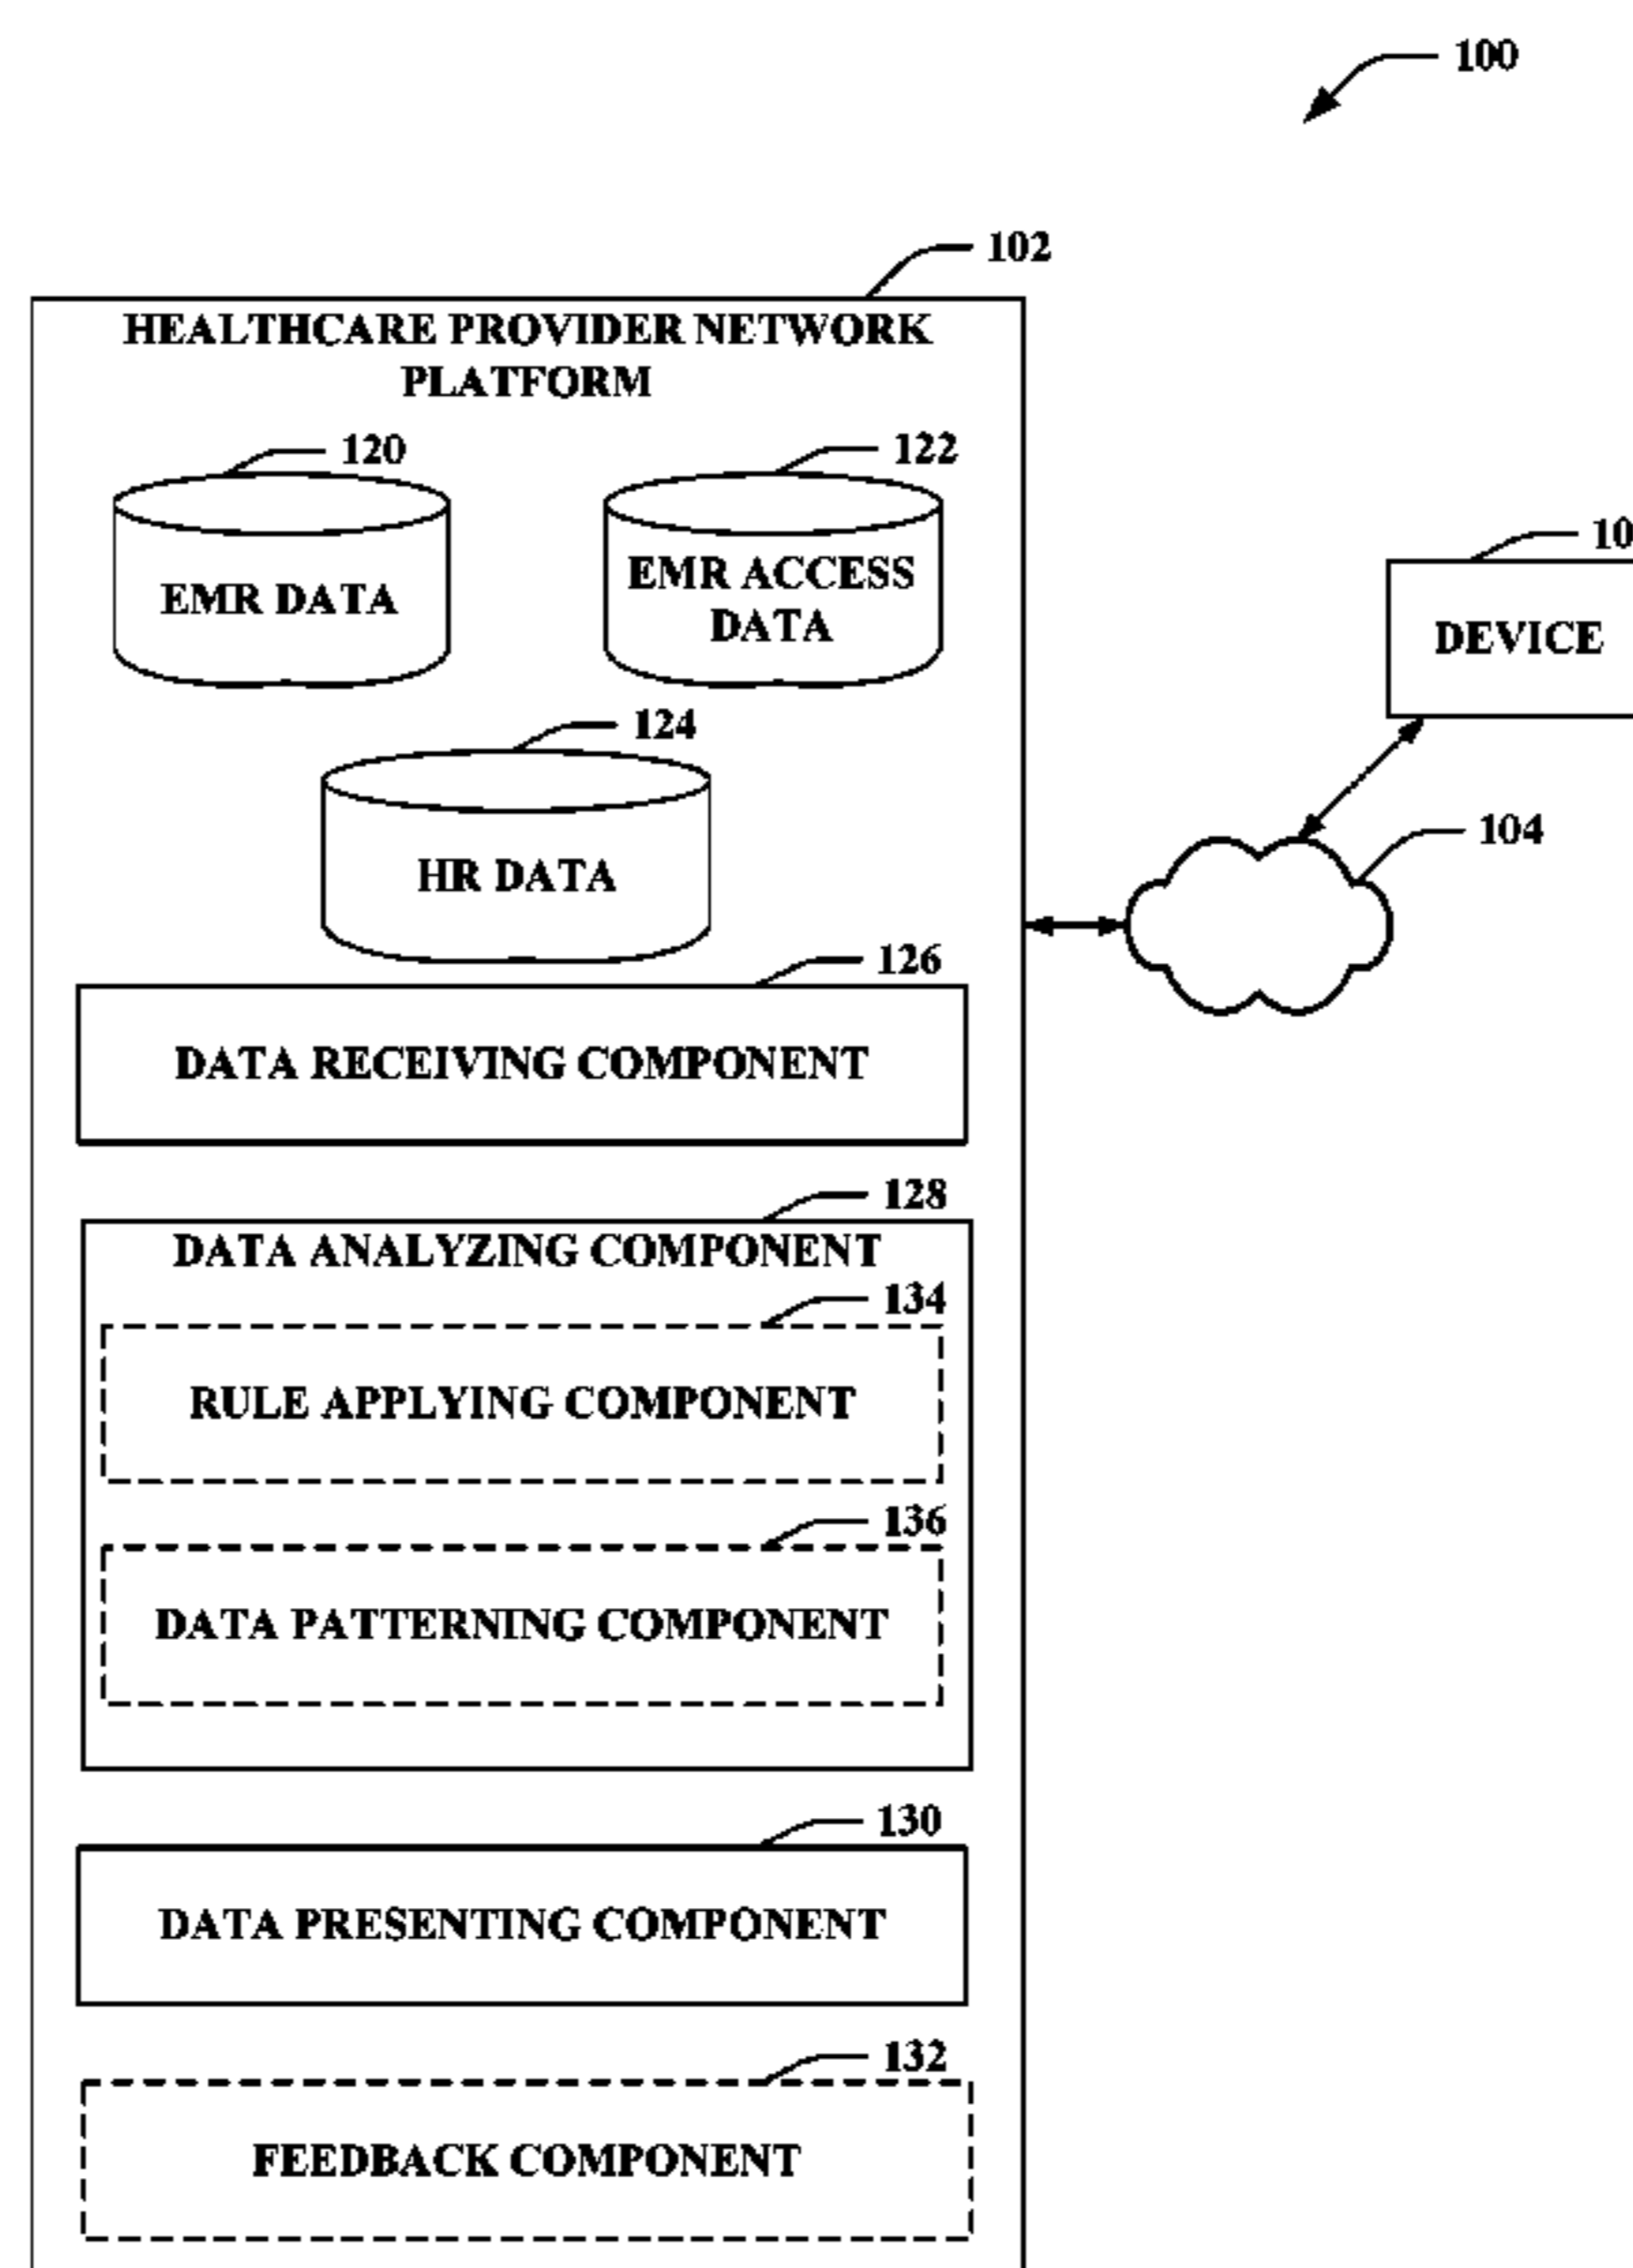 100
102
HEALTHCARE PROVIDER NETWORK
PLATFORM
120
122
EMR DATA
EMR ACCESS
DATA
10
DEVICE
124
HR DATA
104
126
DATA RECEIVING COMPONENT
128
DATA ANALYZING COMPONENT
134
RULE APPLYING COMPONENT
136
DATA PATTERNING COMPONENT
130
DATA PRESENTING COMPONENT
132
FEEDBACK COMPONENT